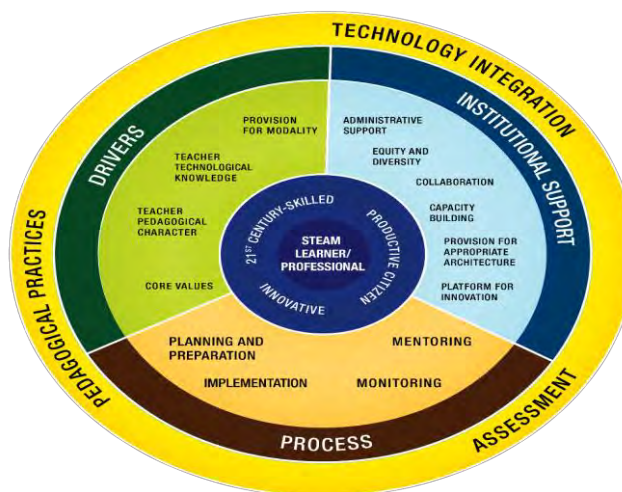 TECHNOLOGY INTEGRATION
PEDAGOGICAL PRACTICES
ASSESSMENT
DRIVERS
PROVISION
FOR MODALITY
TEACHER
TECHNOLOGICAL
KNOWLEDGE
TEACHER
PEDAGOGICAL
CHARACTER
CORE VALUES
INSTITUTIONAL SUPPORT
ADMINISTRATIVE
SUPPORT
EQUITY AND
DIVERSITY
COLLABORATION
CAPACITY
BUILDING
PROVISION FOR
APPROPRIATE
ARCHITECTURE
PLATFORM FOR
INNOVATION
21ST CENTURY-SKILLED
PRODUCTIVE CITIZEN
INNOVATIVE
STEAM
LEARNER/
PROFESSIONAL
PLANNING AND
PREPARATION
IMPLEMENTATION
MENTORING
MONITORING
PROCESS